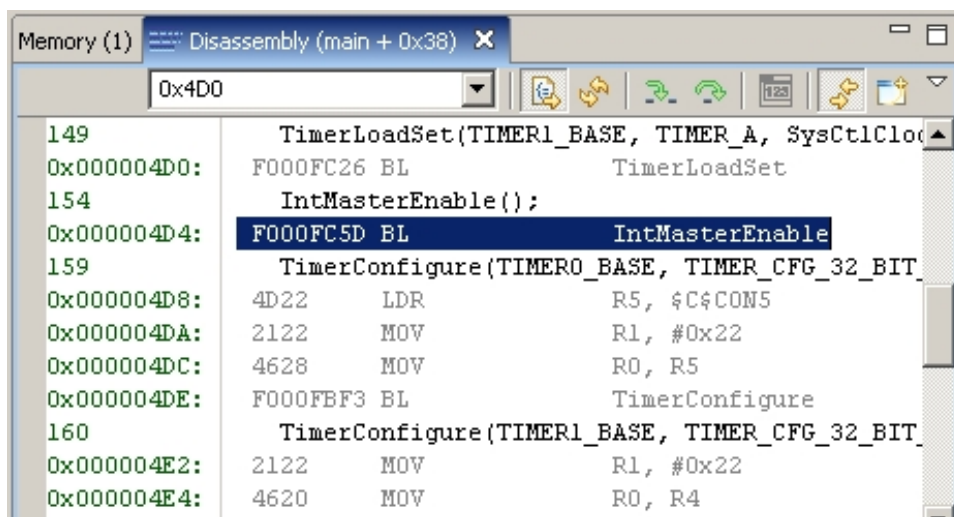 Memory (1) Disassembly (main + 0x38)
0x4D0
149 TimerLoadSet(TIMER1_BASE, TIMER_A, SysCtlCloc
0x000004D0: F000FC26 BL TimerLoadSet
154 IntMasterEnable();
0x000004D4: F000FC5D BL IntMasterEnable
159 TimerConfigure(TIMER0_BASE, TIMER_CFG_32_BIT_
0x000004D8: 4D22 LDR R5, $C$CON5
0x000004DA: 2122 MOV R1, #0x22
0x000004DC: 4628 MOV R0, R5
0x000004DE: F000FBF3 BL TimerConfigure
160 TimerConfigure(TIMER1_BASE, TIMER_CFG_32_BIT_
0x000004E2: 2122 MOV R1, #0x22
0x000004E4: 4620 MOV R0, R4